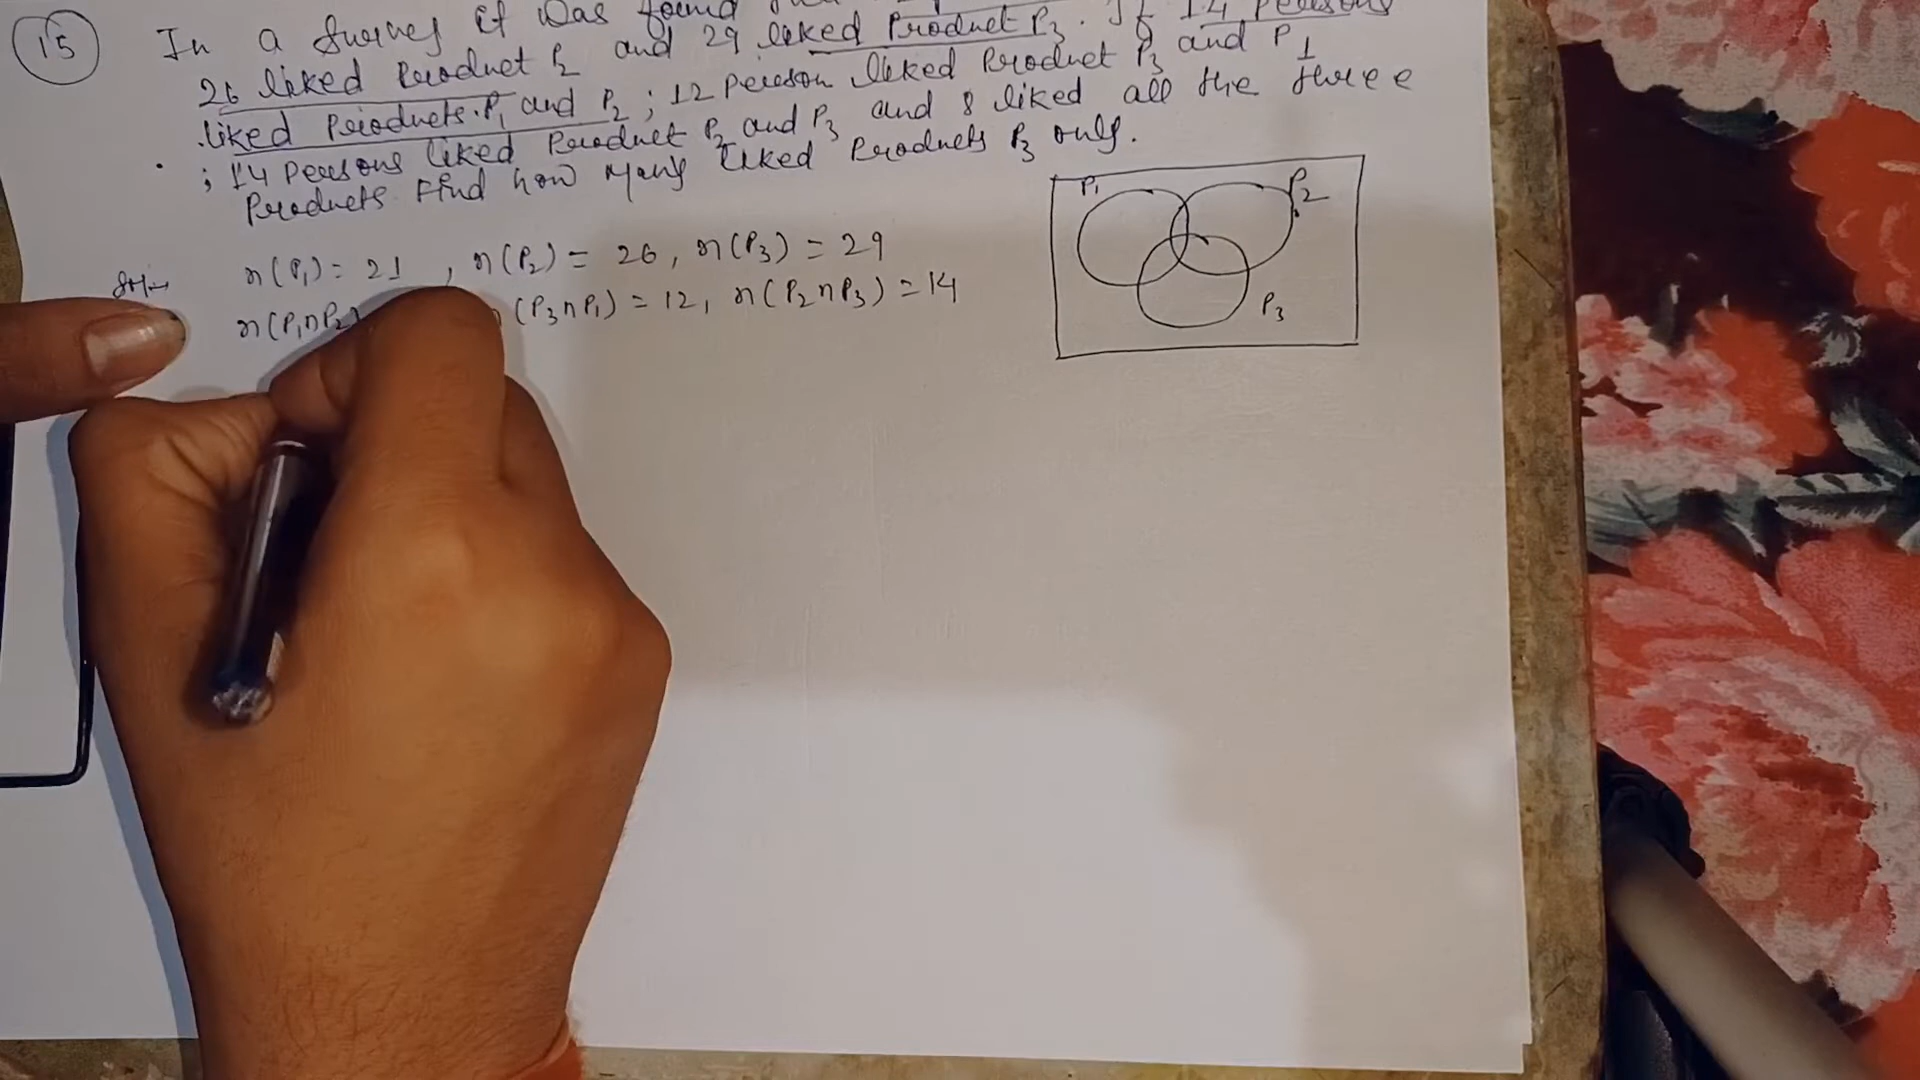 15
In a survey it was found
26 liked Product P2 and 29 liked Product P3. If 14 persons
liked Products. P1 and P2 ; 12 person liked Product P3 and P1
; 14 persons liked Product P2 and P3 and 8 liked all the three
Products. Find how many liked Products P3 only.
n(P1) = 21 , n(P2) = 26, n(P3) = 29
n(P1∩P2) (P3∩P1) = 12, n(P2∩P3) = 14
P1
P2
P3